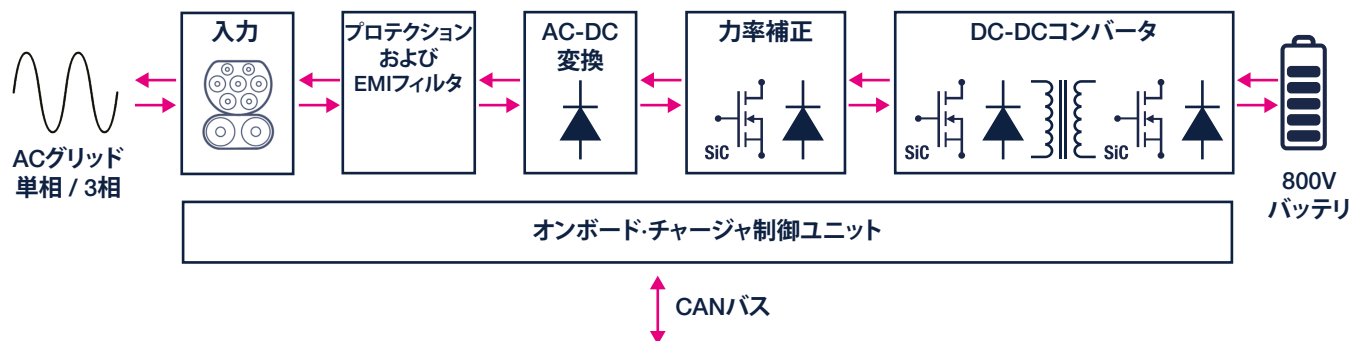 入力
プロテクション
および
EMIフィルタ
AC-DC
変換
力率補正
DC-DCコンバータ
SiC
SiC
SiC
ACグリッド
単相 / 3相
800V
バッテリ
オンボード·チャージャ制御ユニット
CANバス